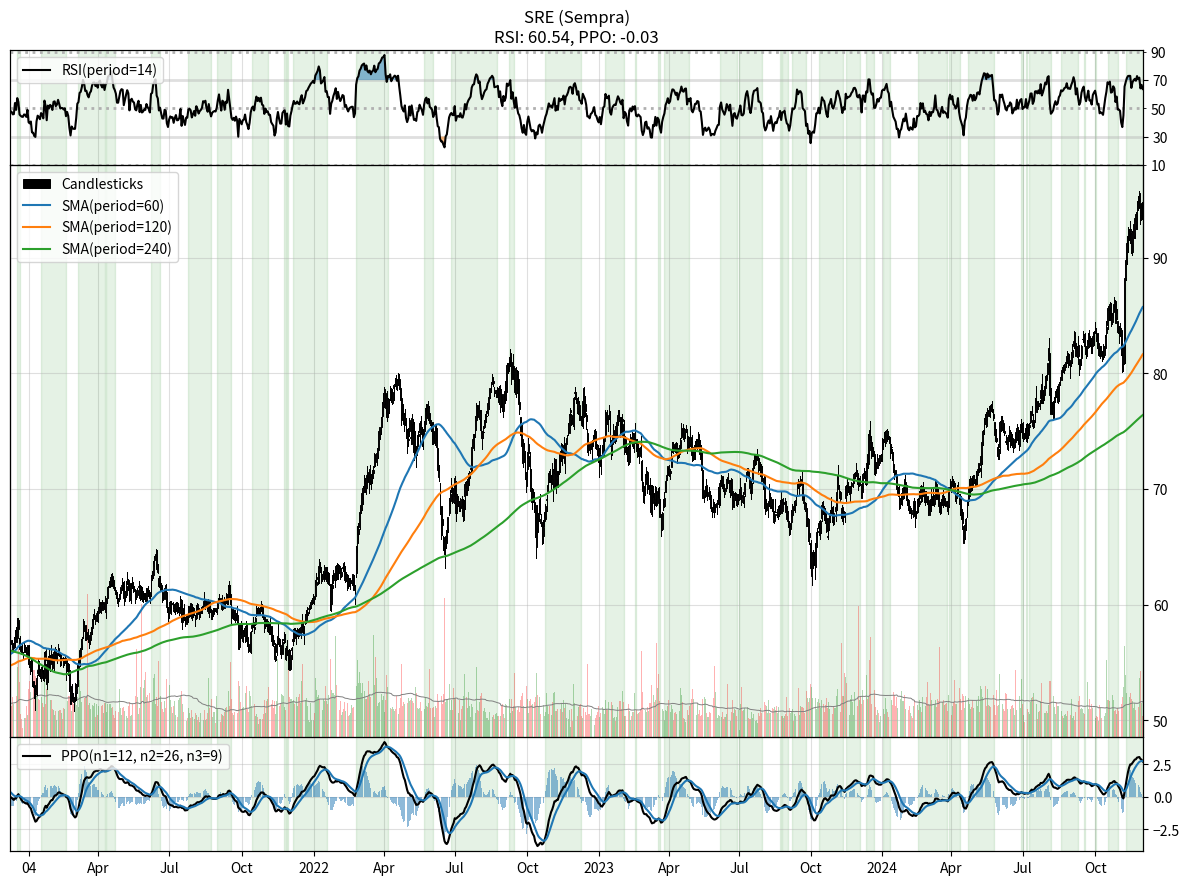 SRE (Sempra)
RSI: 60.54, PPO: -0.03
RSI(period=14)
90
70
50
30
10
Candlesticks
SMA(period=60)
SMA(period=120)
SMA(period=240)
90
80
70
60
50
PPO(n1=12, n2=26, n3=9)
2.5
0.0
−2.5
04 Apr Jul Oct 2022 Apr Jul Oct 2023 Apr Jul Oct 2024 Apr Jul Oct